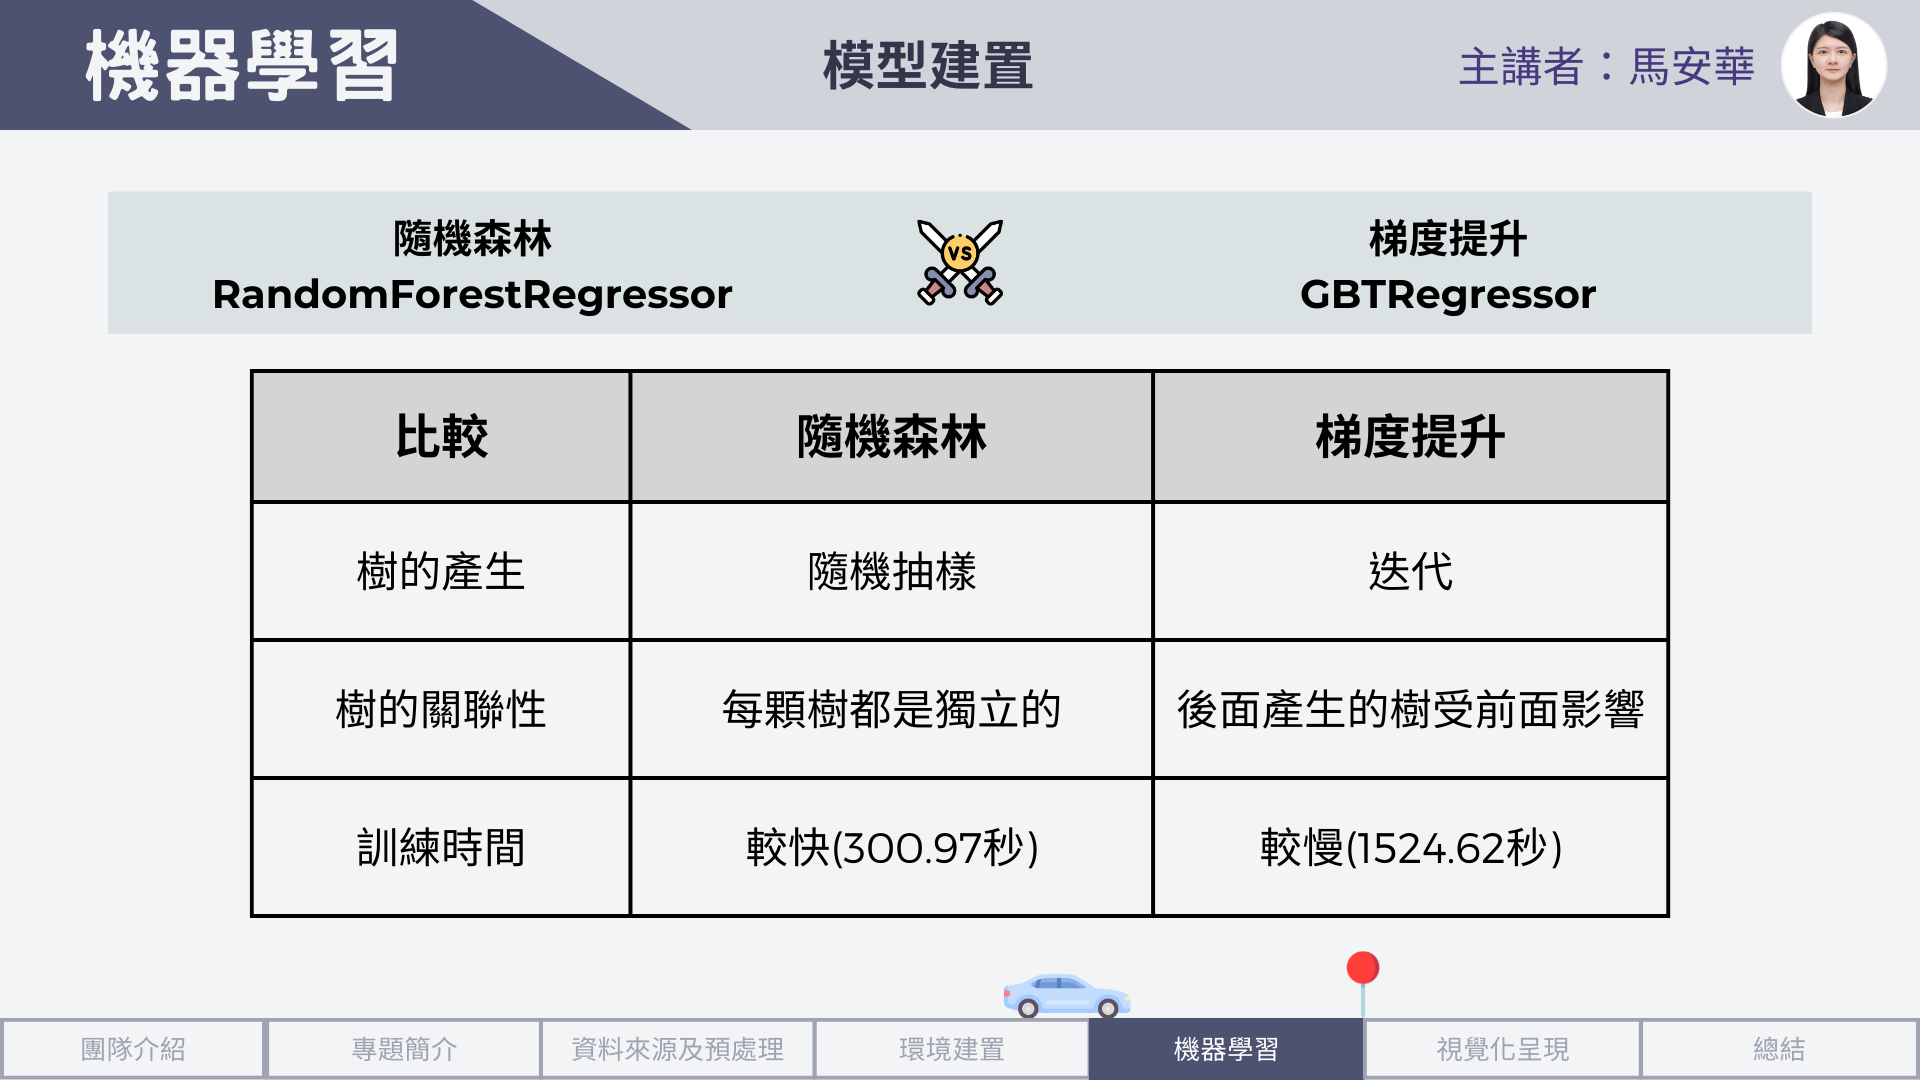 機器學習
模型建置
主講者：馬安華
隨機森林
RandomForestRegressor
VS
梯度提升
GBTRegressor
比較
隨機森林
梯度提升
樹的產生
隨機抽樣
迭代
樹的關聯性
每顆樹都是獨立的
後面產生的樹受前面影響
訓練時間
較快(300.97秒)
較慢(1524.62秒)
團隊介紹
專題簡介
資料來源及預處理
環境建置
機器學習
視覺化呈現
總結